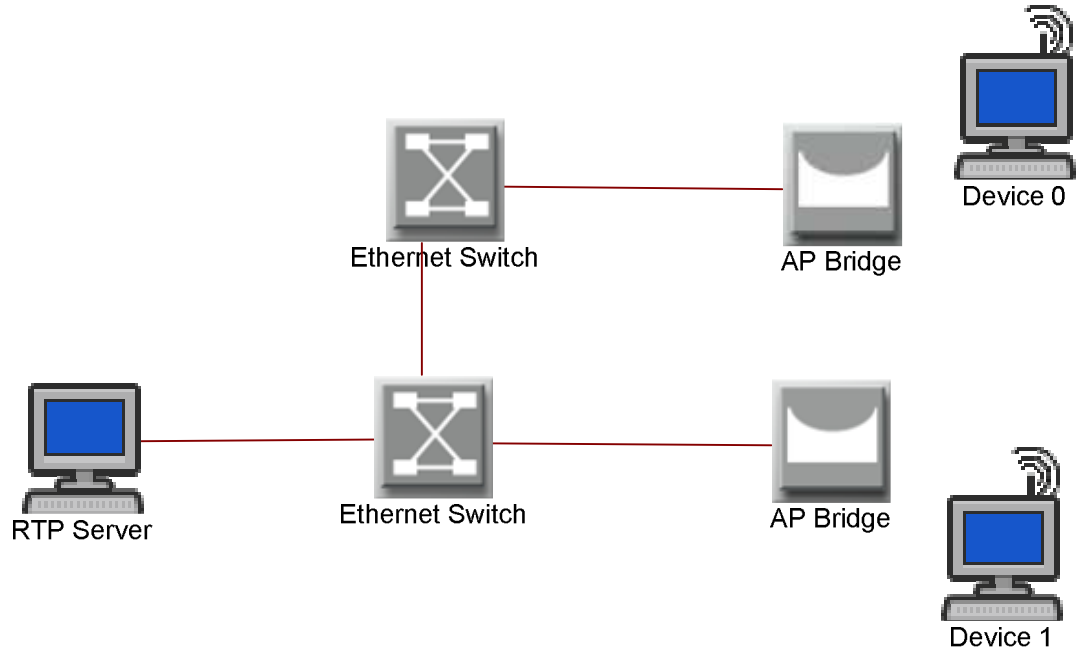 Device 0
Ethernet Switch
AP Bridge
RTP Server
Ethernet Switch
AP Bridge
Device 1